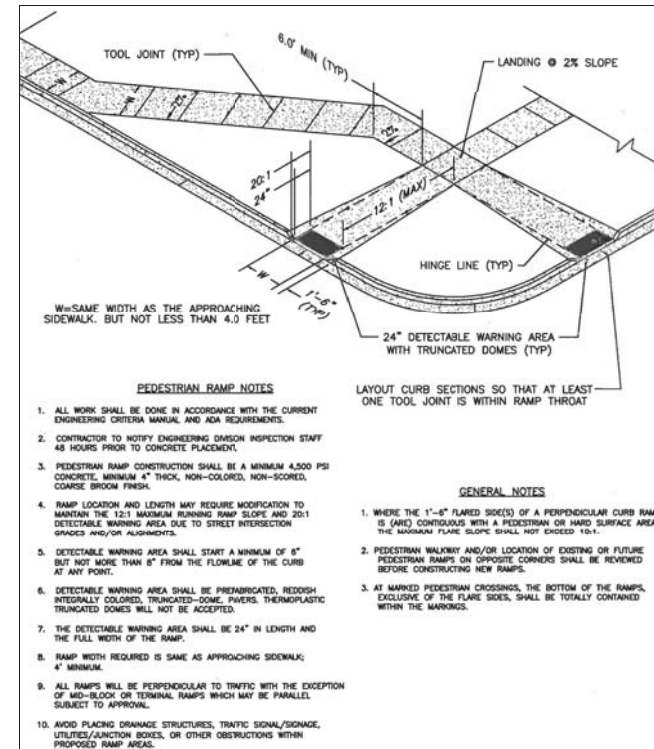 TOOL JOINT (TYP)
6.0' MIN (TYP)
LANDING @ 2% SLOPE
W
W
<2%
<2%
20:1
24"
12:1 (MAX)
HINGE LINE (TYP)
W
1'-6"
(TYP)
W=SAME WIDTH AS THE APPROACHING
SIDEWALK. BUT NOT LESS THAN 4.0 FEET
24" DETECTABLE WARNING AREA
WITH TRUNCATED DOMES (TYP)
LAYOUT CURB SECTIONS SO THAT AT LEAST
ONE TOOL JOINT IS WITHIN RAMP THROAT
PEDESTRIAN RAMP NOTES
1. ALL WORK SHALL BE DONE IN ACCORDANCE WITH THE CURRENT
ENGINEERING CRITERIA MANUAL AND ADA REQUIREMENTS.
2. CONTRACTOR TO NOTIFY ENGINEERING DIVISON INSPECTION STAFF
48 HOURS PRIOR TO CONCRETE PLACEMENT.
3. PEDESTRIAN RAMP CONSTRUCTION SHALL BE A MINIMUM 4,500 PSI
CONCRETE, MINIMUM 4" THICK, NON-COLORED, NON-SCORED,
COARSE BROOM FINISH.
4. RAMP LOCATION AND LENGTH MAY REQUIRE MODIFICATION TO
MAINTAIN THE 12:1 MAXIMUM RUNNING RAMP SLOPE AND 20:1
DETECTABLE WARNING AREA DUE TO STREET INTERSECTION
GRADES AND/OR ALIGNMENTS.
5. DETECTABLE WARNING AREA SHALL START A MINIMUM OF 6"
BUT NOT MORE THAN 8" FROM THE FLOWLINE OF THE CURB
AT ANY POINT.
6. DETECTABLE WARNING AREA SHALL BE PREFABRICATED, REDDISH
INTEGRALLY COLORED, TRUNCATED-DOME, PAVERS. THERMOPLASTIC
TRUNCATED DOMES WILL NOT BE ACCEPTED.
7. THE DETECTABLE WARNING AREA SHALL BE 24" IN LENGTH AND
THE FULL WIDTH OF THE RAMP.
8. RAMP WIDTH REQUIRED IS SAME AS APPROACHING SIDEWALK;
4' MINIMUM.
9. ALL RAMPS WILL BE PERPENDICULAR TO TRAFFIC WITH THE EXCEPTION
OF MID-BLOCK OR TERMINAL RAMPS WHICH MAY BE PARALLEL
SUBJECT TO APPROVAL.
10. AVOID PLACING DRAINAGE STRUCTURES, TRAFFIC SIGNAL/SIGNAGE,
UTILITIES/JUNCTION BOXES, OR OTHER OBSTRUCTIONS WITHIN
PROPOSED RAMP AREAS.
GENERAL NOTES
1. WHERE THE 1'-6" FLARED SIDE(S) OF A PERPENDICULAR CURB RAMP
IS (ARE) CONTIGUOUS WITH A PEDESTRIAN OR HARD SURFACE AREA
THE MAXIMUM FLARE SLOPE SHALL NOT EXCEED 10:1.
2. PEDESTRIAN WALKWAY AND/OR LOCATION OF EXISTING OR FUTURE
PEDESTRIAN RAMPS ON OPPOSITE CORNERS SHALL BE REVIEWED
BEFORE CONSTRUCTING NEW RAMPS.
3. AT MARKED PEDESTRIAN CROSSINGS, THE BOTTOM OF THE RAMPS,
EXCLUSIVE OF THE FLARE SIDES, SHALL BE TOTALLY CONTAINED
WITHIN THE MARKINGS.